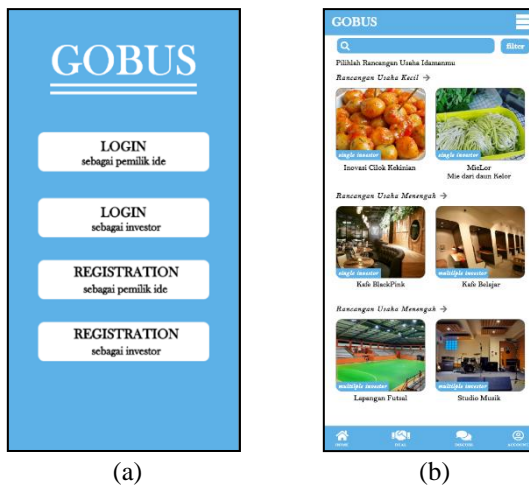 GOBUS
LOGIN
sebagai pemilik ide
LOGIN
sebagai investor
REGISTRATION
sebagai pemilik ide
REGISTRATION
sebagai investor
(a)
GOBUS
filter
Pilihlah Rancangan Usaha Idamanmu
Rancangan Usaha Kecil →
single investor
single investor
Inovasi Cilok Kekinian
MieLor
Mie dari daun Kelor
Rancangan Usaha Menengah →
single investor
multiple investor
Kafe BlackPink
Kafe Belajar
Rancangan Usaha Menengah →
multiple investor
multiple investor
Lapangan Futsal
Studio Musik
HOME
DEAL
ACCOUNT
(b)